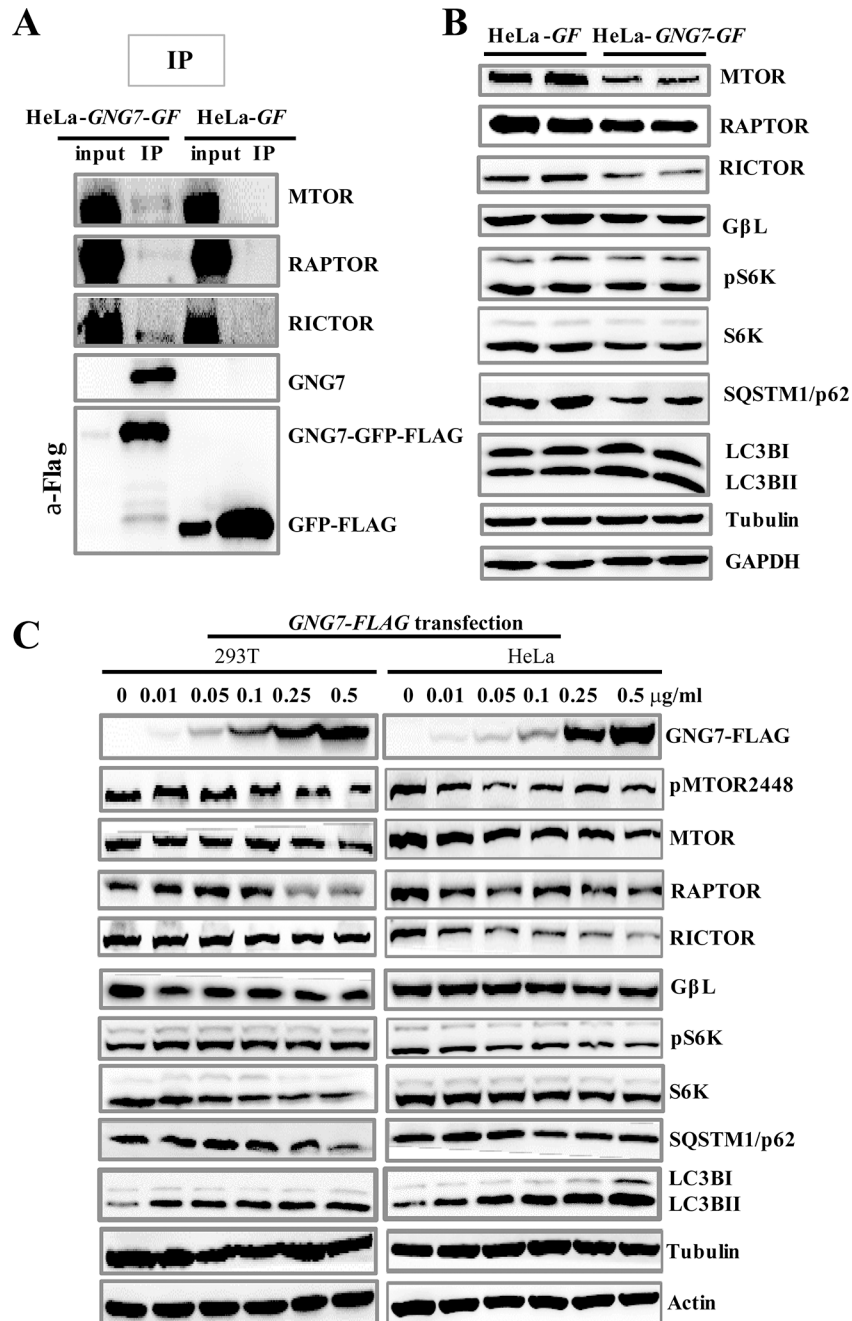 A
IP
HeLa-GNG7-GF HeLa-GF
input IP input IP
MTOR
RAPTOR
RICTOR
GNG7
GNG7-GFP-FLAG
GFP-FLAG
a-Flag
B
HeLa -GF HeLa- GNG7-GF
MTOR
RAPTOR
RICTOR
GβL
pS6K
S6K
SQSTM1/p62
LC3BI
LC3BII
Tubulin
GAPDH
C
GNG7-FLAG transfection
293T HeLa
0 0.01 0.05 0.1 0.25 0.5 0 0.01 0.05 0.1 0.25 0.5 µg/ml
GNG7-FLAG
pMTOR2448
MTOR
RAPTOR
RICTOR
GβL
pS6K
S6K
SQSTM1/p62
LC3BI
LC3BII
Tubulin
Actin